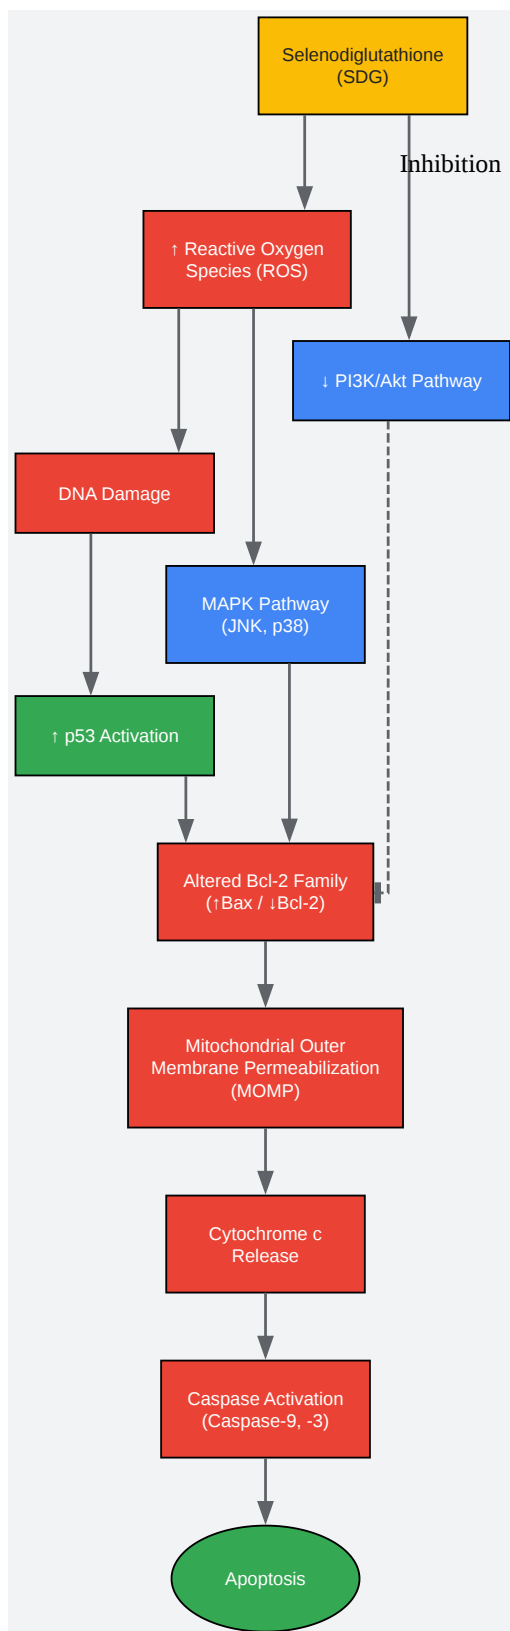 Selenodiglutathione
(SDG)
Inhibition
↑ Reactive Oxygen
Species (ROS)
↓ PI3K/Akt Pathway
DNA Damage
MAPK Pathway
(JNK, p38)
↑ p53 Activation
Altered Bcl-2 Family
(↑Bax / ↓Bcl-2)
Mitochondrial Outer
Membrane Permeabilization
(MOMP)
Cytochrome c
Release
Caspase Activation
(Caspase-9, -3)
Apoptosis